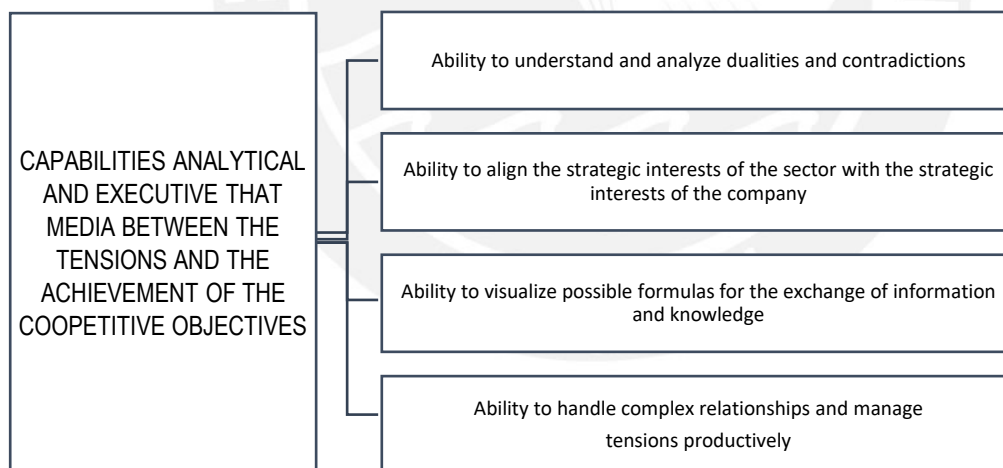 CAPABILITIES ANALYTICAL
AND EXECUTIVE THAT
MEDIA BETWEEN THE
TENSIONS AND THE
ACHIEVEMENT OF THE
COOPETITIVE OBJECTIVES
Ability to understand and analyze dualities and contradictions
Ability to align the strategic interests of the sector with the strategic
interests of the company
Ability to visualize possible formulas for the exchange of information
and knowledge
Ability to handle complex relationships and manage
tensions productively